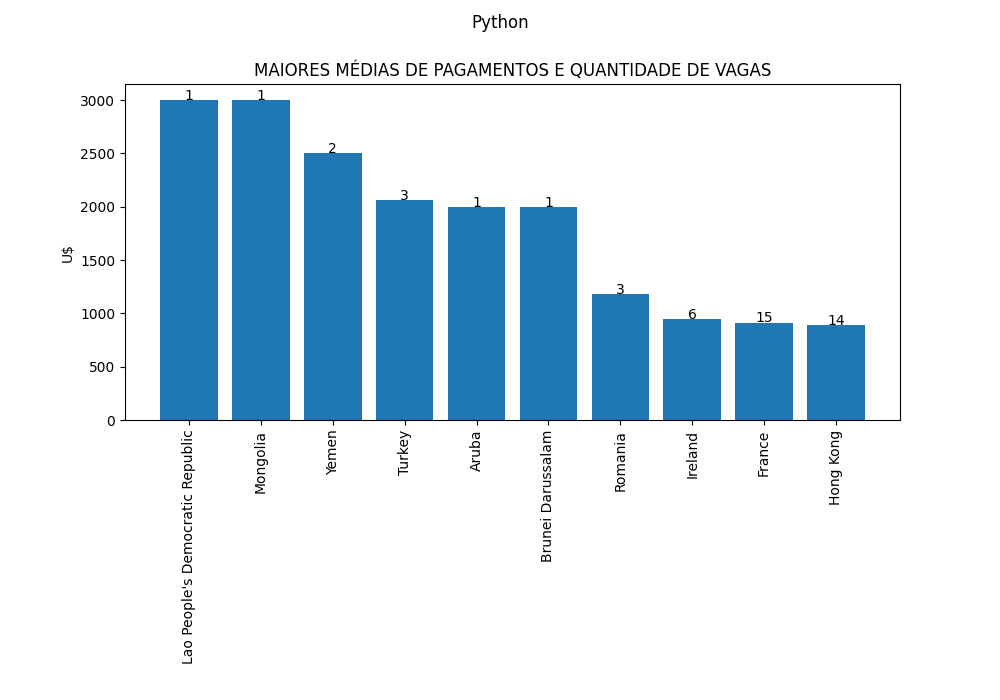 Python
MAIORES MÉDIAS DE PAGAMENTOS E QUANTIDADE DE VAGAS
U$
3000
2500
2000
1500
1000
500
0
1
1
2
3
1
1
3
6
15
14
Lao People's Democratic Republic
Mongolia
Yemen
Turkey
Aruba
Brunei Darussalam
Romania
Ireland
France
Hong Kong